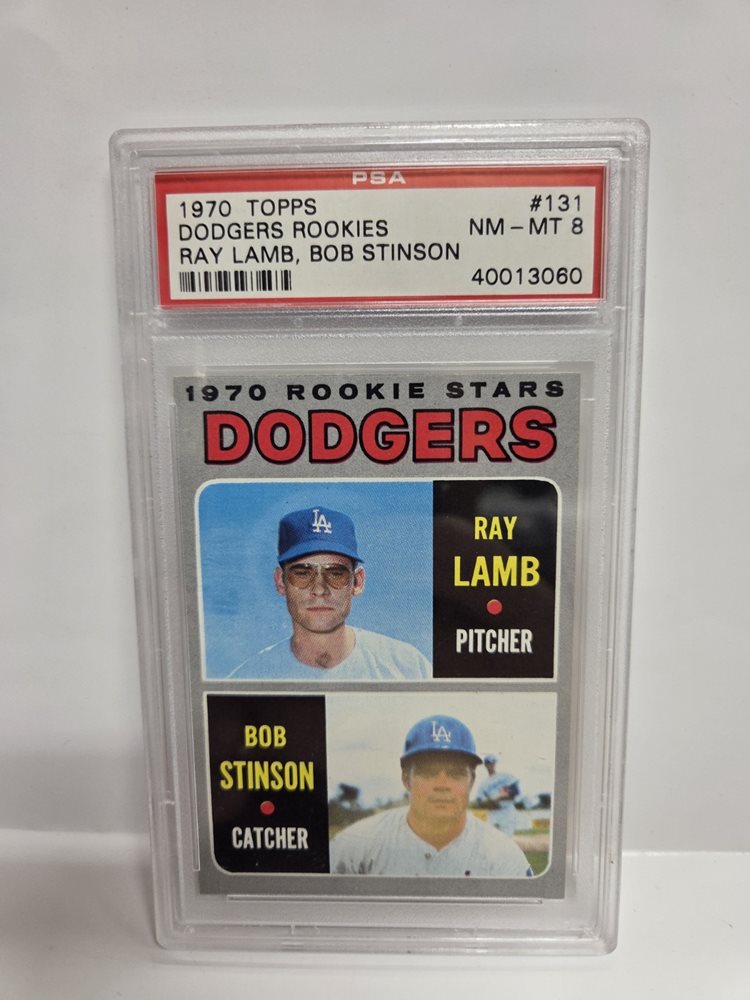 PSA
1970 TOPPS #131
DODGERS ROOKIES NM-MT 8
RAY LAMB, BOB STINSON
40013060
1970 ROOKIE STARS
DODGERS
LA
RAY
LAMB
PITCHER
BOB
STINSON
CATCHER
LA